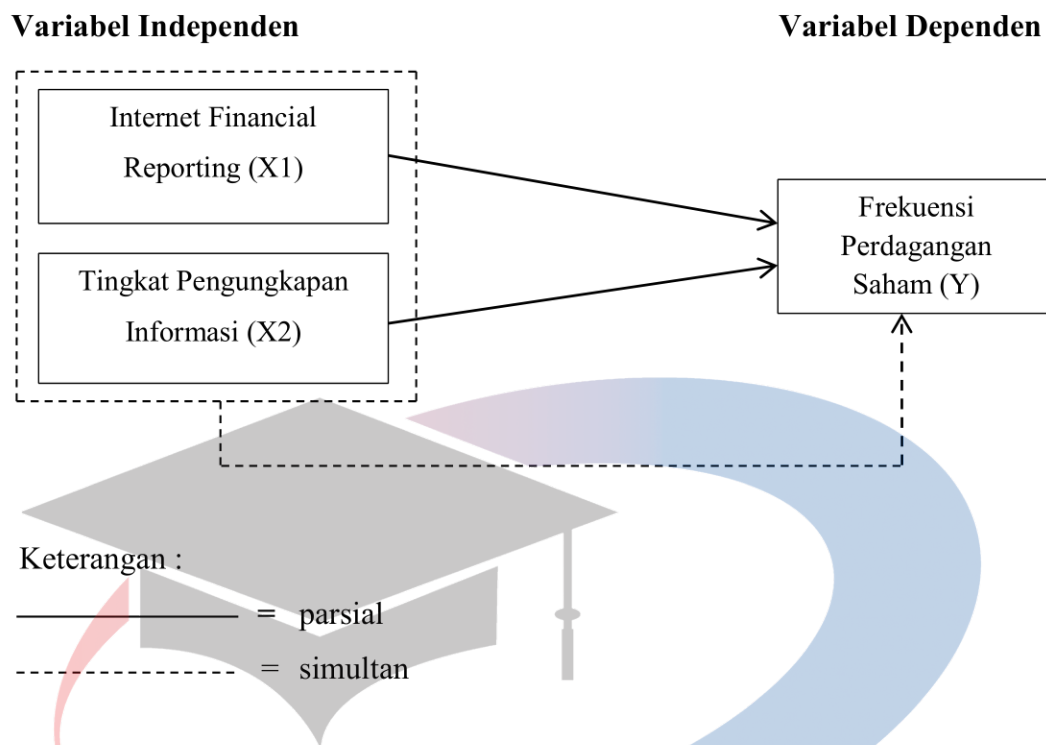 Variabel Independen
Variabel Dependen
Internet Financial
Reporting (X1)
Tingkat Pengungkapan
Informasi (X2)
Frekuensi
Perdagangan
Saham (Y)
Keterangan :
= parsial
= simultan